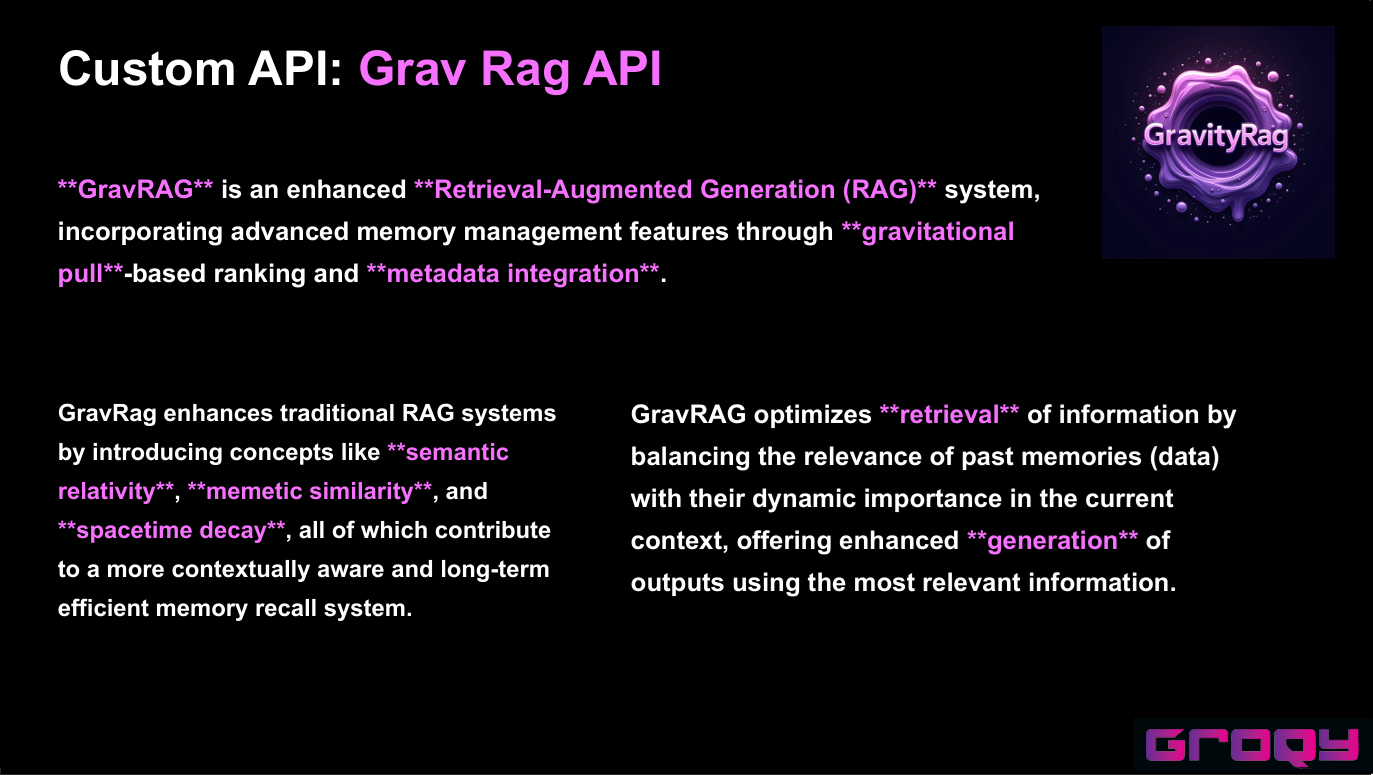 Custom API: Grav Rag API
GravityRag
**GravRAG** is an enhanced **Retrieval-Augmented Generation (RAG)** system,
incorporating advanced memory management features through **gravitational
pull**-based ranking and **metadata integration**.
GravRag enhances traditional RAG systems
by introducing concepts like **semantic
relativity**, **memetic similarity**, and
**spacetime decay**, all of which contribute
to a more contextually aware and long-term
efficient memory recall system.
GravRAG optimizes **retrieval** of information by
balancing the relevance of past memories (data)
with their dynamic importance in the current
context, offering enhanced **generation** of
outputs using the most relevant information.
GROQY